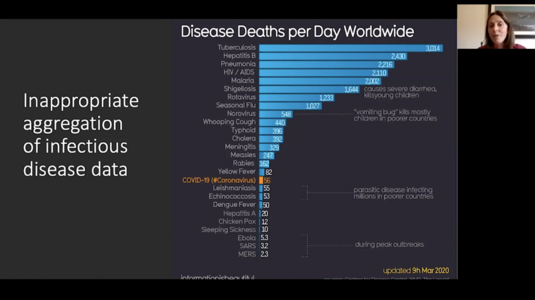 Inappropriate
aggregation
of infectious
disease data
Disease Deaths per Day Worldwide
Tuberculosis 3,014
Hepatitis B 2,430
Pneumonia 2,216
HIV / AIDS 2,110
Malaria 2,002
Shigellosis 1,644 causes severe diarrhea,
kills young children
Rotavirus 1,233
Seasonal Flu 1,027
Norovirus 548 "vomiting bug" kills mostly
children in poorer countries
Whooping Cough 440
Typhoid 396
Cholera 392
Meningitis 329
Measles 247
Rabies 162
Yellow Fever 82
COVID-19 (#Coronavirus) 56
Leishmaniasis 55
parasitic disease infecting
millions in poorer countries
Echinococcosis 53
Dengue Fever 50
Hepatitis A 20
Chicken Pox 12
Sleeping Sickness 10
Ebola 5.3
SARS 3.2 during peak outbreaks
MERS 2.3
updated 9th Mar 2020
informationisbeautiful